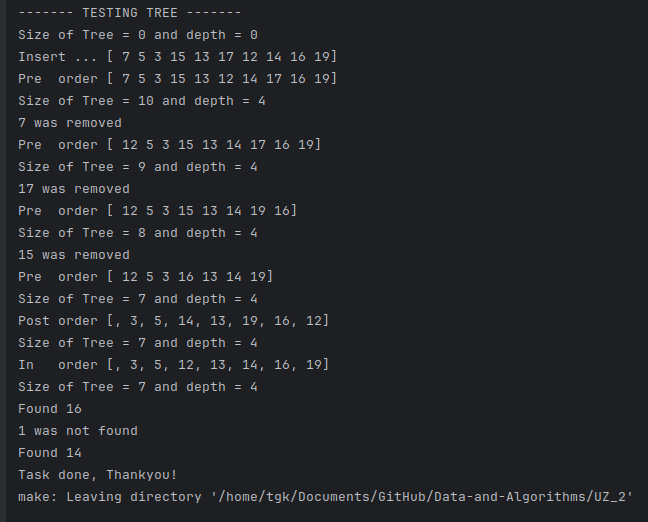 ------- TESTING TREE -------
Size of Tree = 0 and depth = 0
Insert ... [ 7 5 3 15 13 17 12 14 16 19]
Pre  order [ 7 5 3 15 13 12 14 17 16 19]
Size of Tree = 10 and depth = 4
7 was removed
Pre  order [ 12 5 3 15 13 14 17 16 19]
Size of Tree = 9 and depth = 4
17 was removed
Pre  order [ 12 5 3 15 13 14 19 16]
Size of Tree = 8 and depth = 4
15 was removed
Pre  order [ 12 5 3 16 13 14 19]
Size of Tree = 7 and depth = 4
Post order [, 3, 5, 14, 13, 19, 16, 12]
Size of Tree = 7 and depth = 4
In   order [, 3, 5, 12, 13, 14, 16, 19]
Size of Tree = 7 and depth = 4
Found 16
1 was not found
Found 14
Task done, Thankyou!
make: Leaving directory '/home/tgk/Documents/GitHub/Data-and-Algorithms/UZ_2'